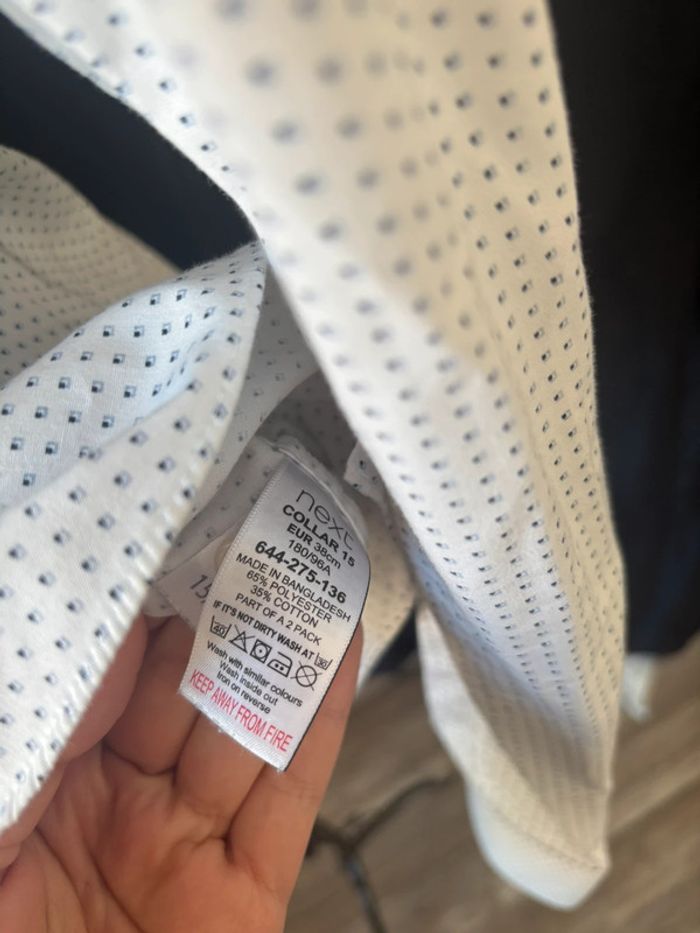 next
COLLAR 15
EUR 38cm
180/96A
644-275-136
MADE IN BANGLADESH
65% POLYESTER
35% COTTON
PART OF A 2 PACK
IF IT'S NOT DIRTY WASH AT 30
40
Wash with similar colours
Wash inside out
Iron on reverse
KEEP AWAY FROM FIRE